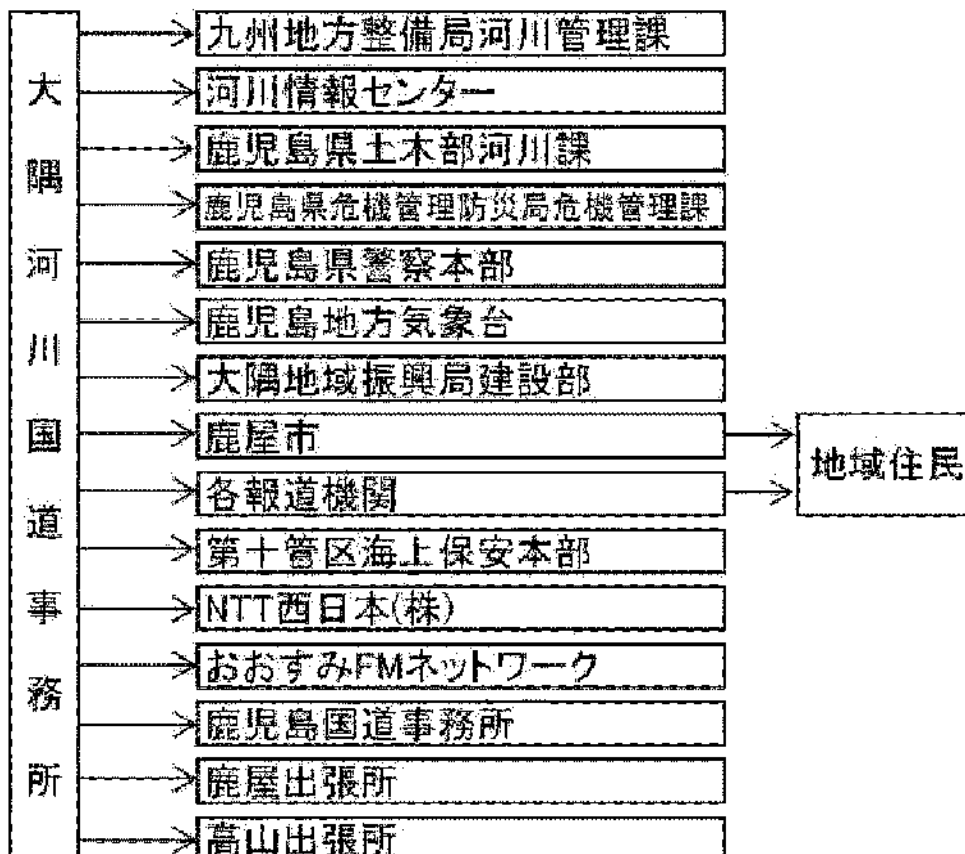 大隅河川国道事務所
九州地方整備局河川管理課
河川情報センター
鹿児島県土木部河川課
鹿児島県危機管理防災局危機管理課
鹿児島県警察本部
鹿児島地方気象台
大隅地域振興局建設部
鹿屋市
各報道機関
地域住民
第十管区海上保安本部
NTT西日本(株)
おおすみFMネットワーク
鹿児島国道事務所
鹿屋出張所
高山出張所